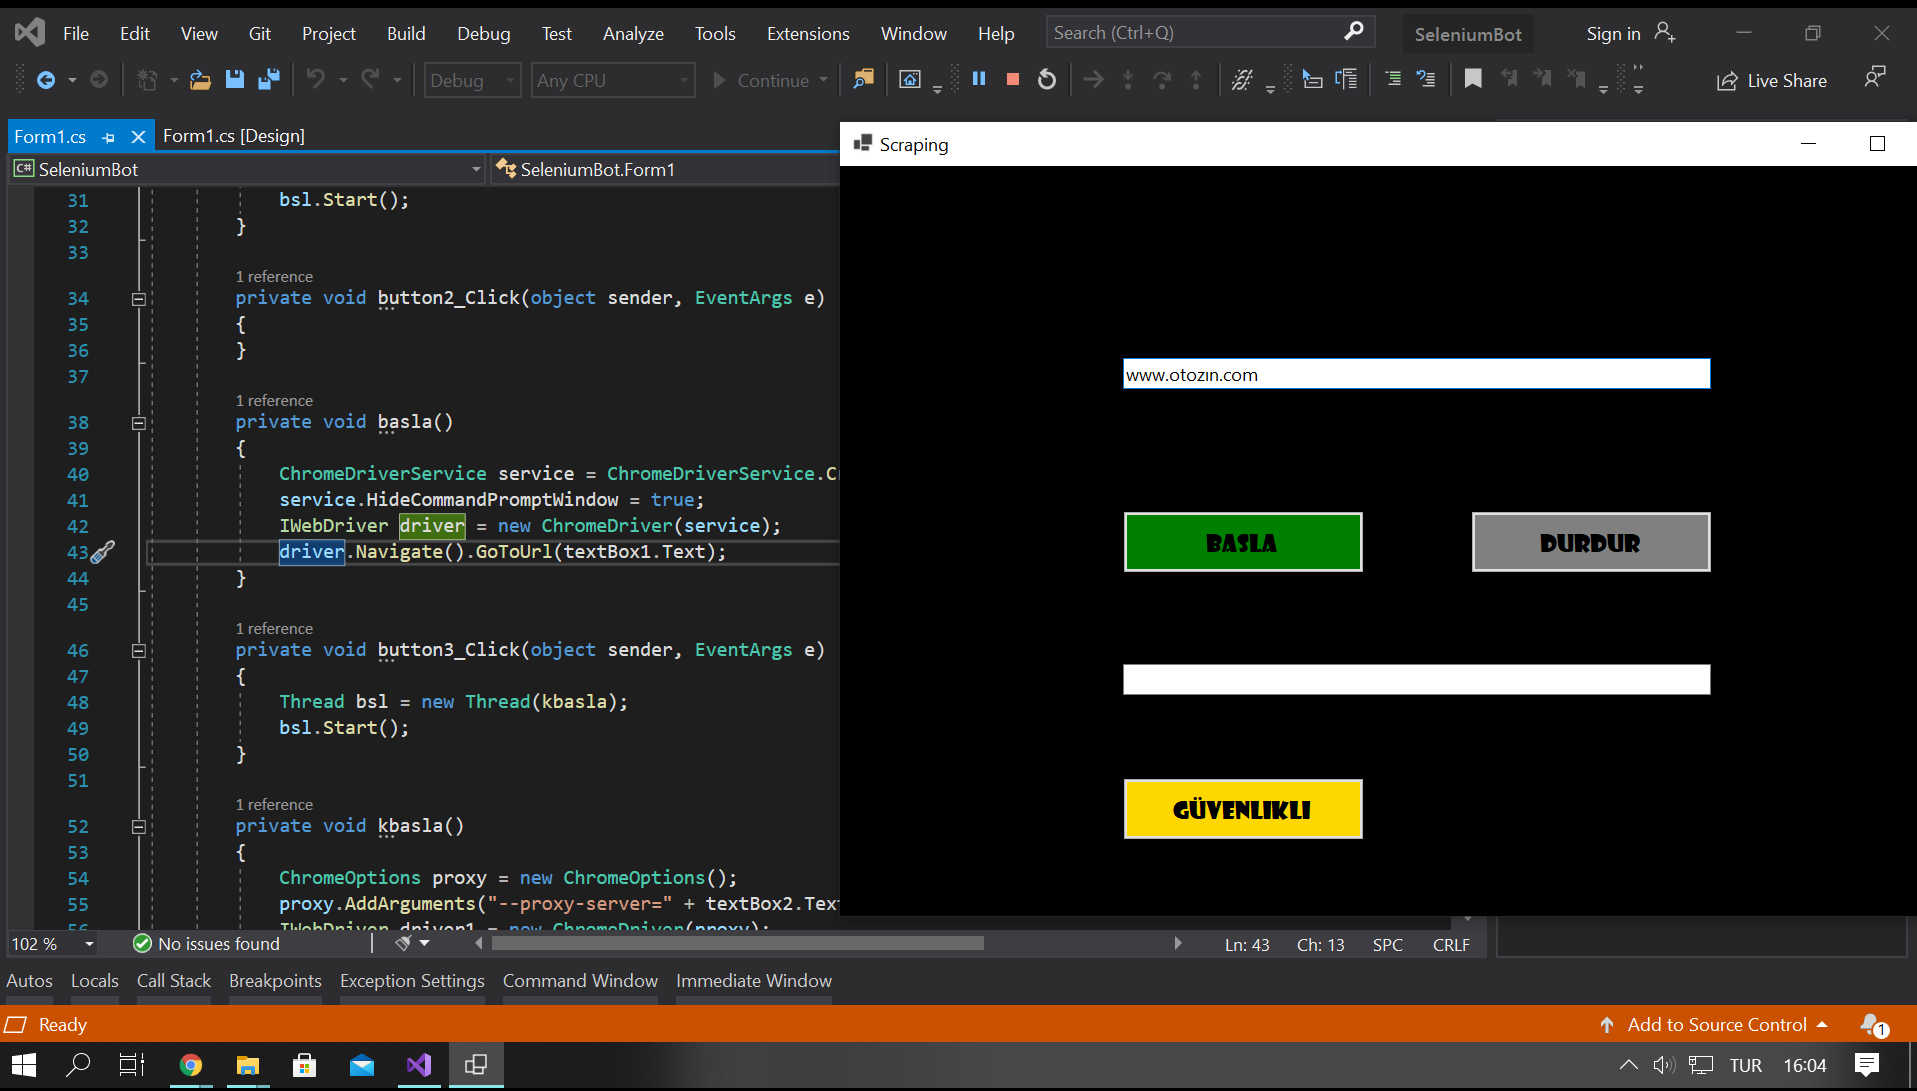 File Edit View Git Project Build Debug Test Analyze Tools Extensions Window Help Search (Ctrl+Q) SeleniumBot Sign in
Debug Any CPU Continue Live Share
Form1.cs Form1.cs [Design]
C# SeleniumBot SeleniumBot.Form1
31 bsl.Start();
32 }
33
1 reference
34 private void button2_Click(object sender, EventArgs e)
35 {
36 }
37
1 reference
38 private void basla()
39 {
40 ChromeDriverService service = ChromeDriverService.
41 service.HideCommandPromptWindow = true;
42 IWebDriver driver = new ChromeDriver(service);
43 driver.Navigate().GoToUrl(textBox1.Text);
44 }
45
1 reference
46 private void button3_Click(object sender, EventArgs e)
47 {
48 Thread bsl = new Thread(kbasla);
49 bsl.Start();
50 }
51
1 reference
52 private void kbasla()
53 {
54 ChromeOptions proxy = new ChromeOptions();
55 proxy.AddArguments("--proxy-server=" + textBox2.Tex
56 IWebDriver driver1 = new ChromeDriver(proxy);
Scraping
www.otozın.com
BASLA DURDUR
GÜVENLIKLI
102 % No issues found Ln: 43 Ch: 13 SPC CRLF
Autos Locals Call Stack Breakpoints Exception Settings Command Window Immediate Window
Ready Add to Source Control 1
TUR 16:04